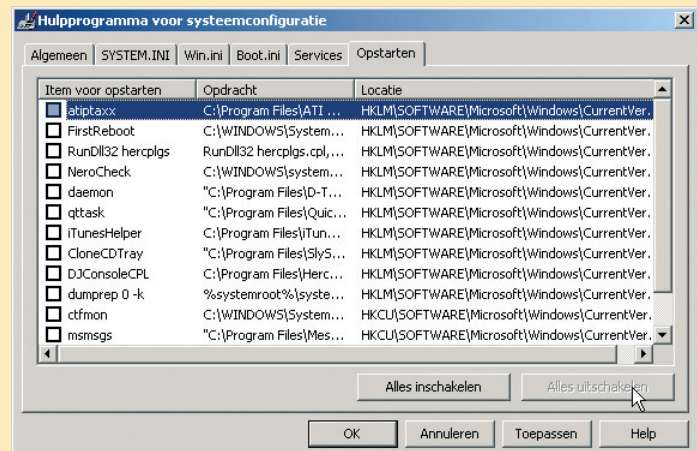 Hulpprogramma voor systeemconfiguratie
Algemeen SYSTEM.INI Win.ini Boot.ini Services Opstarten
Item voor opstarten Opdracht Locatie
atiptaxx C:\Program Files\ATI ... HKLM\SOFTWARE\Microsoft\Windows\CurrentVer.
FirstReboot C:\WINDOWS\System... HKLM\SOFTWARE\Microsoft\Windows\CurrentVer.
RunDll32 hercplgs RunDll32 hercplgs.cpl,... HKLM\SOFTWARE\Microsoft\Windows\CurrentVer.
NeroCheck C:\WINDOWS\system... HKLM\SOFTWARE\Microsoft\Windows\CurrentVer.
daemon "C:\Program Files\D-T... HKLM\SOFTWARE\Microsoft\Windows\CurrentVer.
qttask "C:\Program Files\Quic... HKLM\SOFTWARE\Microsoft\Windows\CurrentVer.
iTunesHelper C:\Program Files\iTun... HKLM\SOFTWARE\Microsoft\Windows\CurrentVer.
CloneCDTray "C:\Program Files\SlyS... HKLM\SOFTWARE\Microsoft\Windows\CurrentVer.
DJConsoleCPL C:\Program Files\Herc... HKLM\SOFTWARE\Microsoft\Windows\CurrentVer.
dumprep 0 -k %systemroot%\syste... HKLM\SOFTWARE\Microsoft\Windows\CurrentVer.
ctfmon C:\WINDOWS\System... HKCU\SOFTWARE\Microsoft\Windows\CurrentVer.
msmsgs "C:\Program Files\Mes... HKCU\SOFTWARE\Microsoft\Windows\CurrentVer.
Alles inschakelen Alles uitschakelen
OK Annuleren Toepassen Help